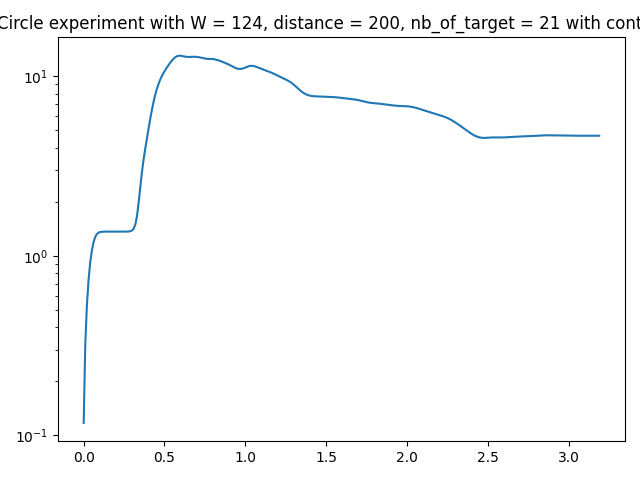 Circle experiment with W = 124, distance = 200, nb_of_target = 21 with cont
10¹
10⁰
10⁻¹
0.0 0.5 1.0 1.5 2.0 2.5 3.0